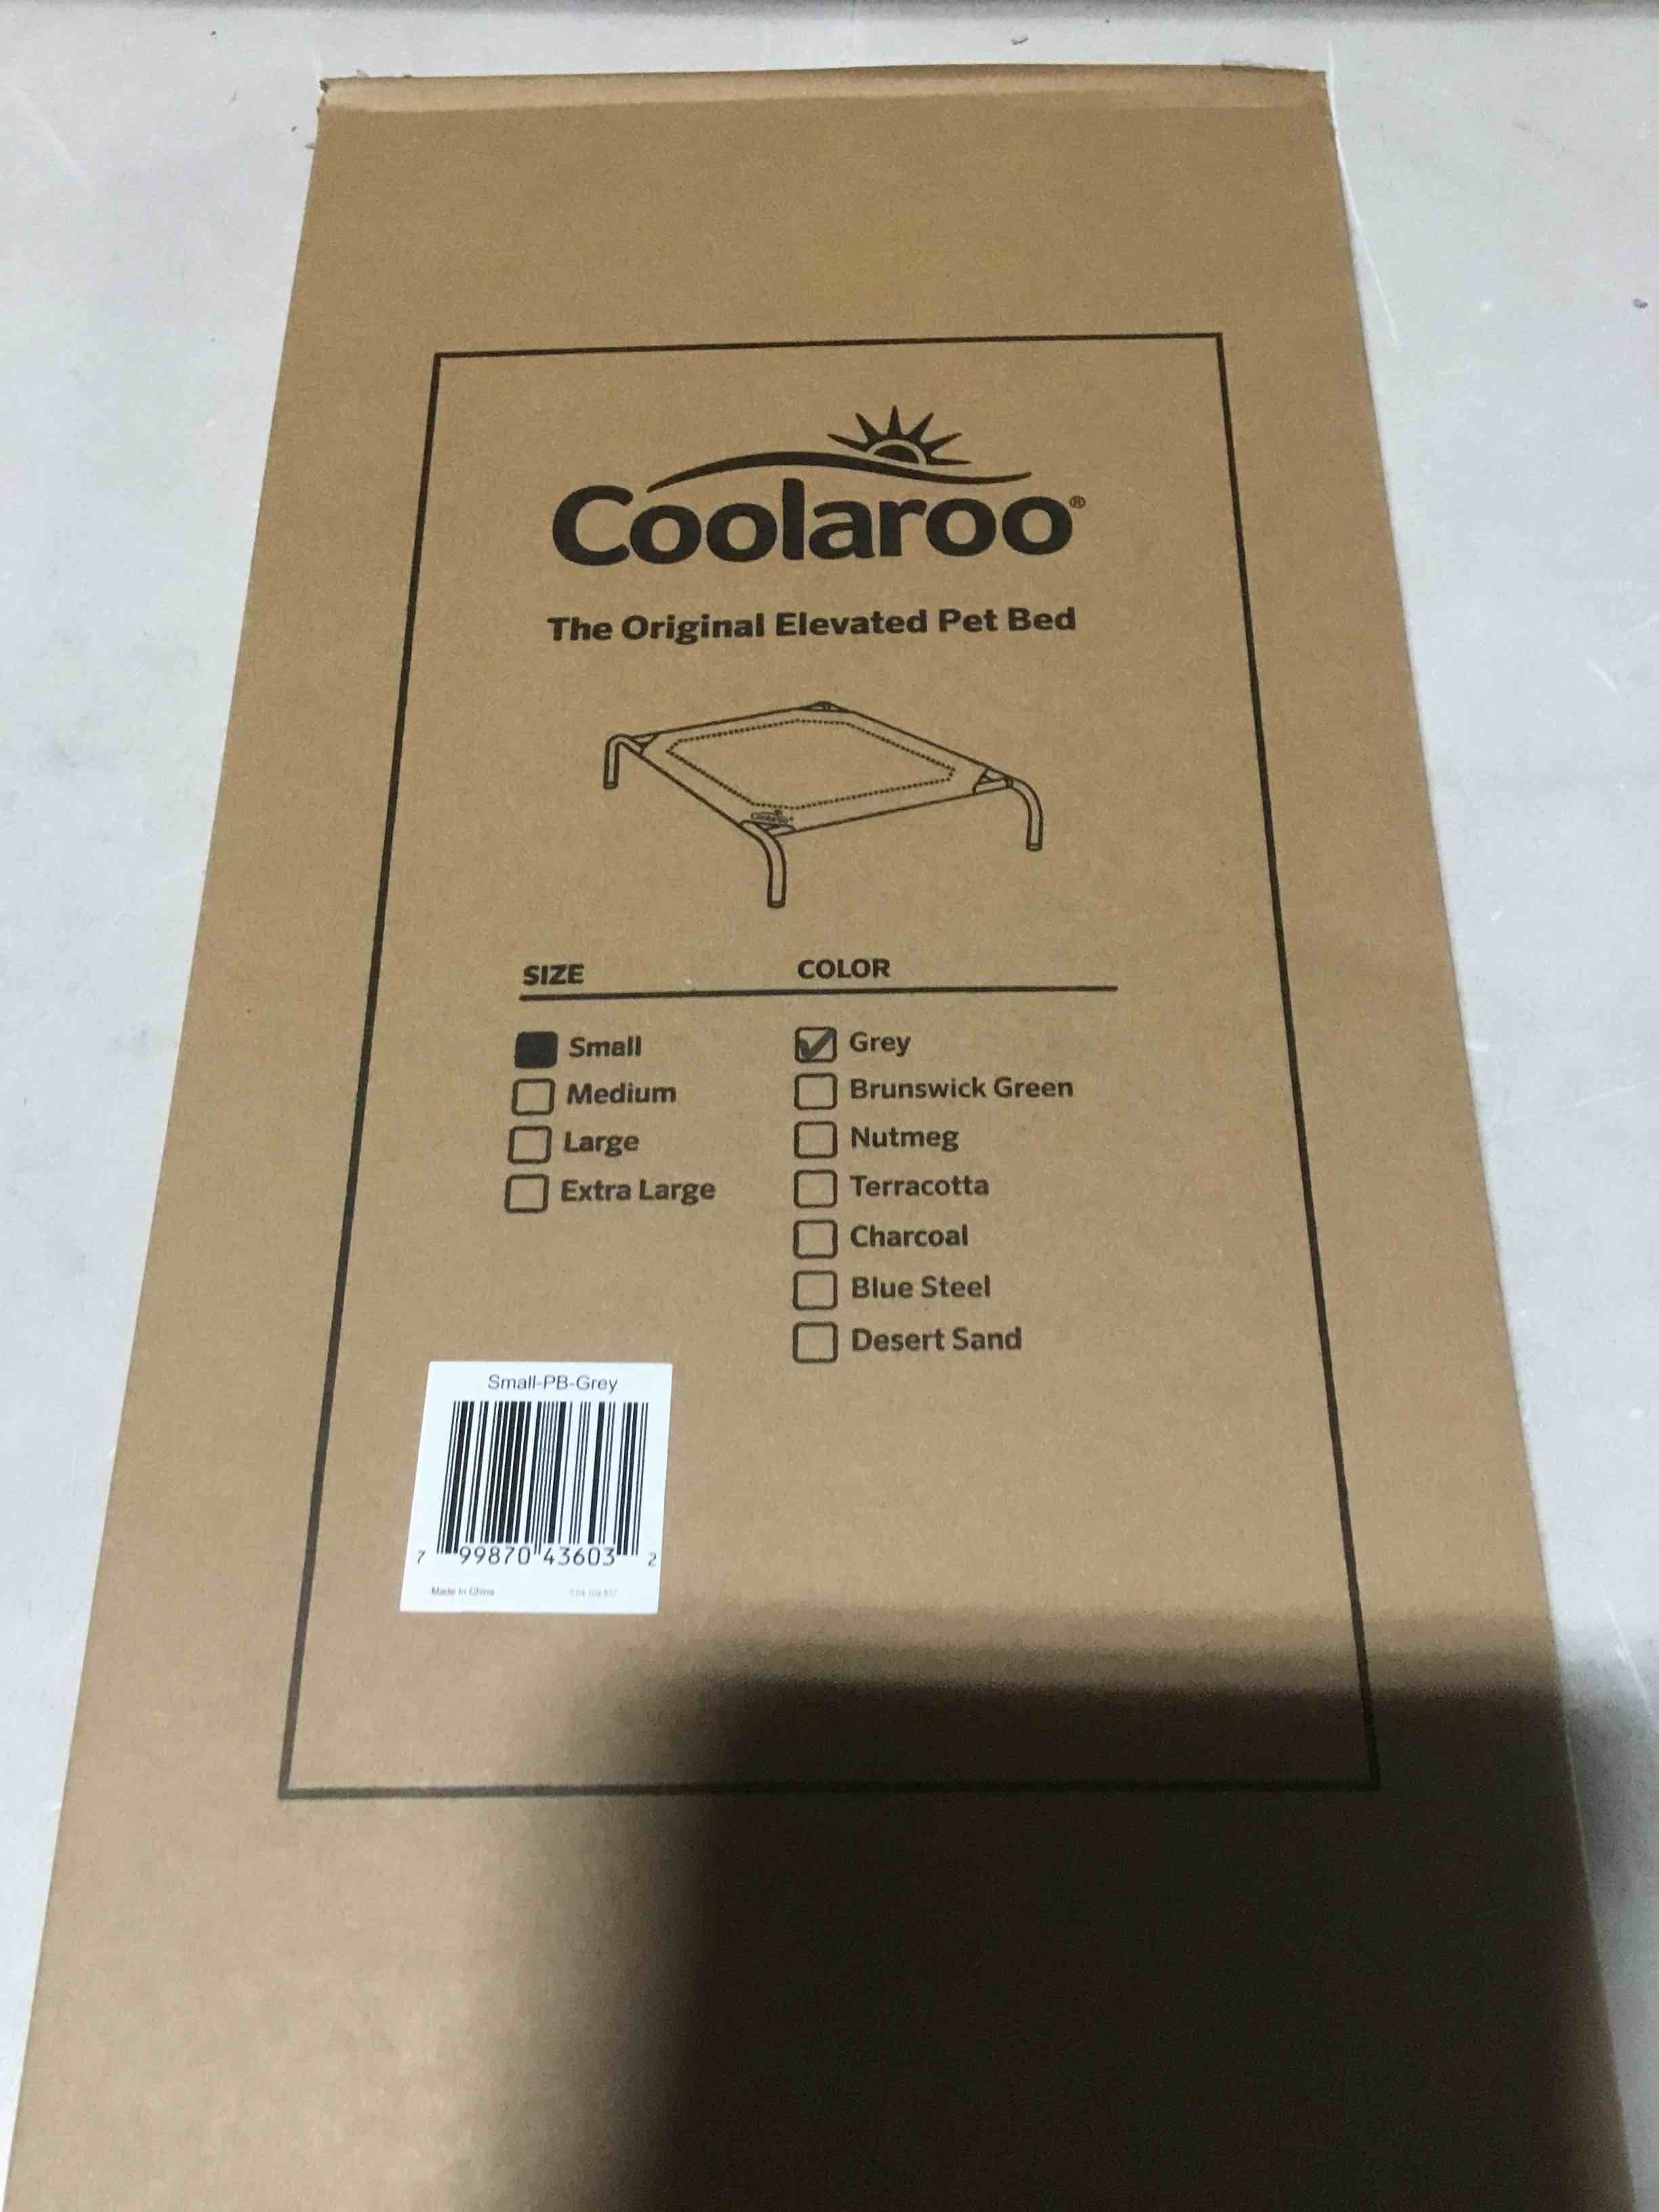 Coolaroo®
The Original Elevated Pet Bed
Coolaroo®
SIZE COLOR
Small Grey
Medium Brunswick Green
Large Nutmeg
Extra Large Terracotta
Charcoal
Blue Steel
Desert Sand
Small-PB-Grey
7 99870 43603 2
Made In China